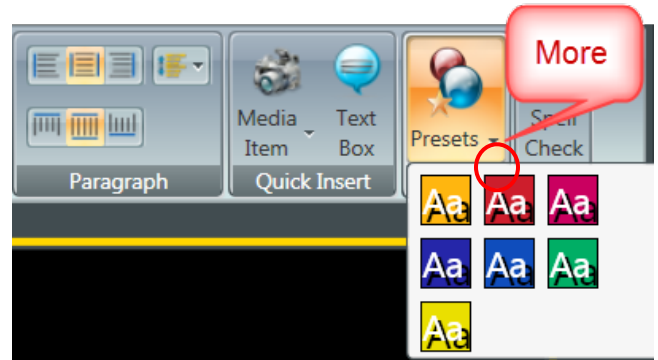 More
Media
Item
Text
Box
Presets
Spell
Check
Paragraph
Quick Insert
Aa Aa Aa
Aa Aa Aa
Aa